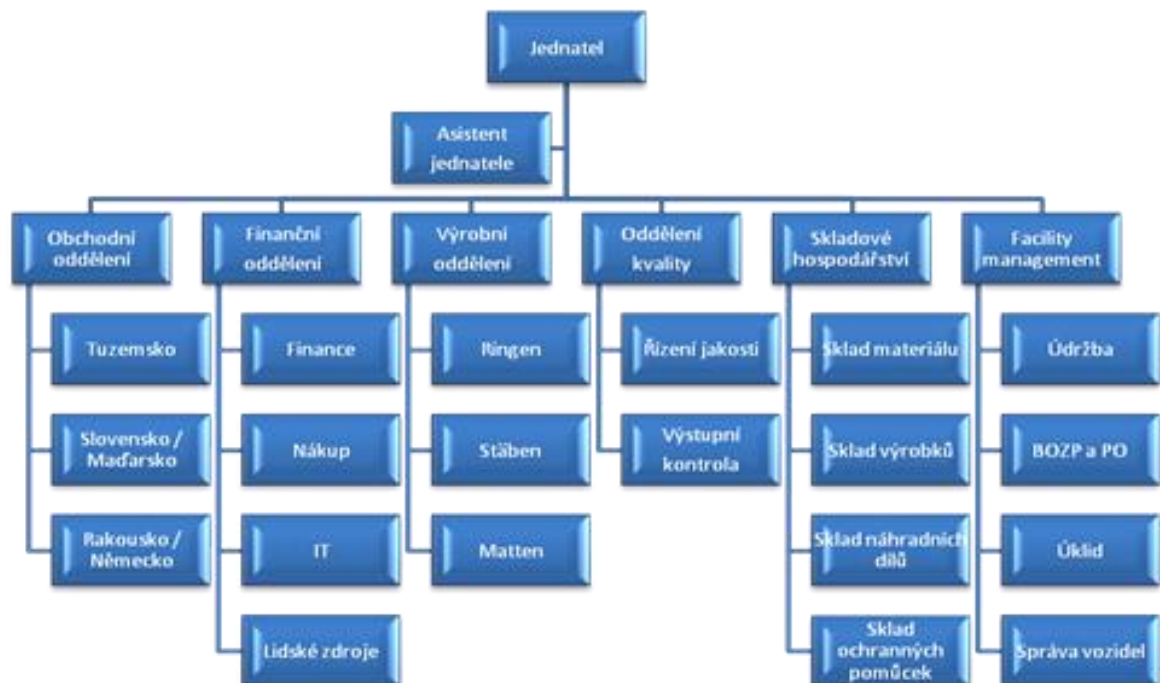 Jednatel
Asistent
jednatele
Obchodní
oddělení
Finanční
oddělení
Výrobní
oddělení
Oddělení
kvality
Skladové
hospodářství
Facility
management
Tuzemsko
Finance
Ringen
Řízení jakosti
Sklad materiálu
Údržba
Slovensko /
Maďarsko
Nákup
Stäben
Výstupní
kontrola
Sklad výrobků
BOZP a PO
Rakousko /
Německo
IT
Matten
Sklad náhradních
dílů
Úklid
Lidské zdroje
Sklad
ochranných
pomůcek
Správa vozidel